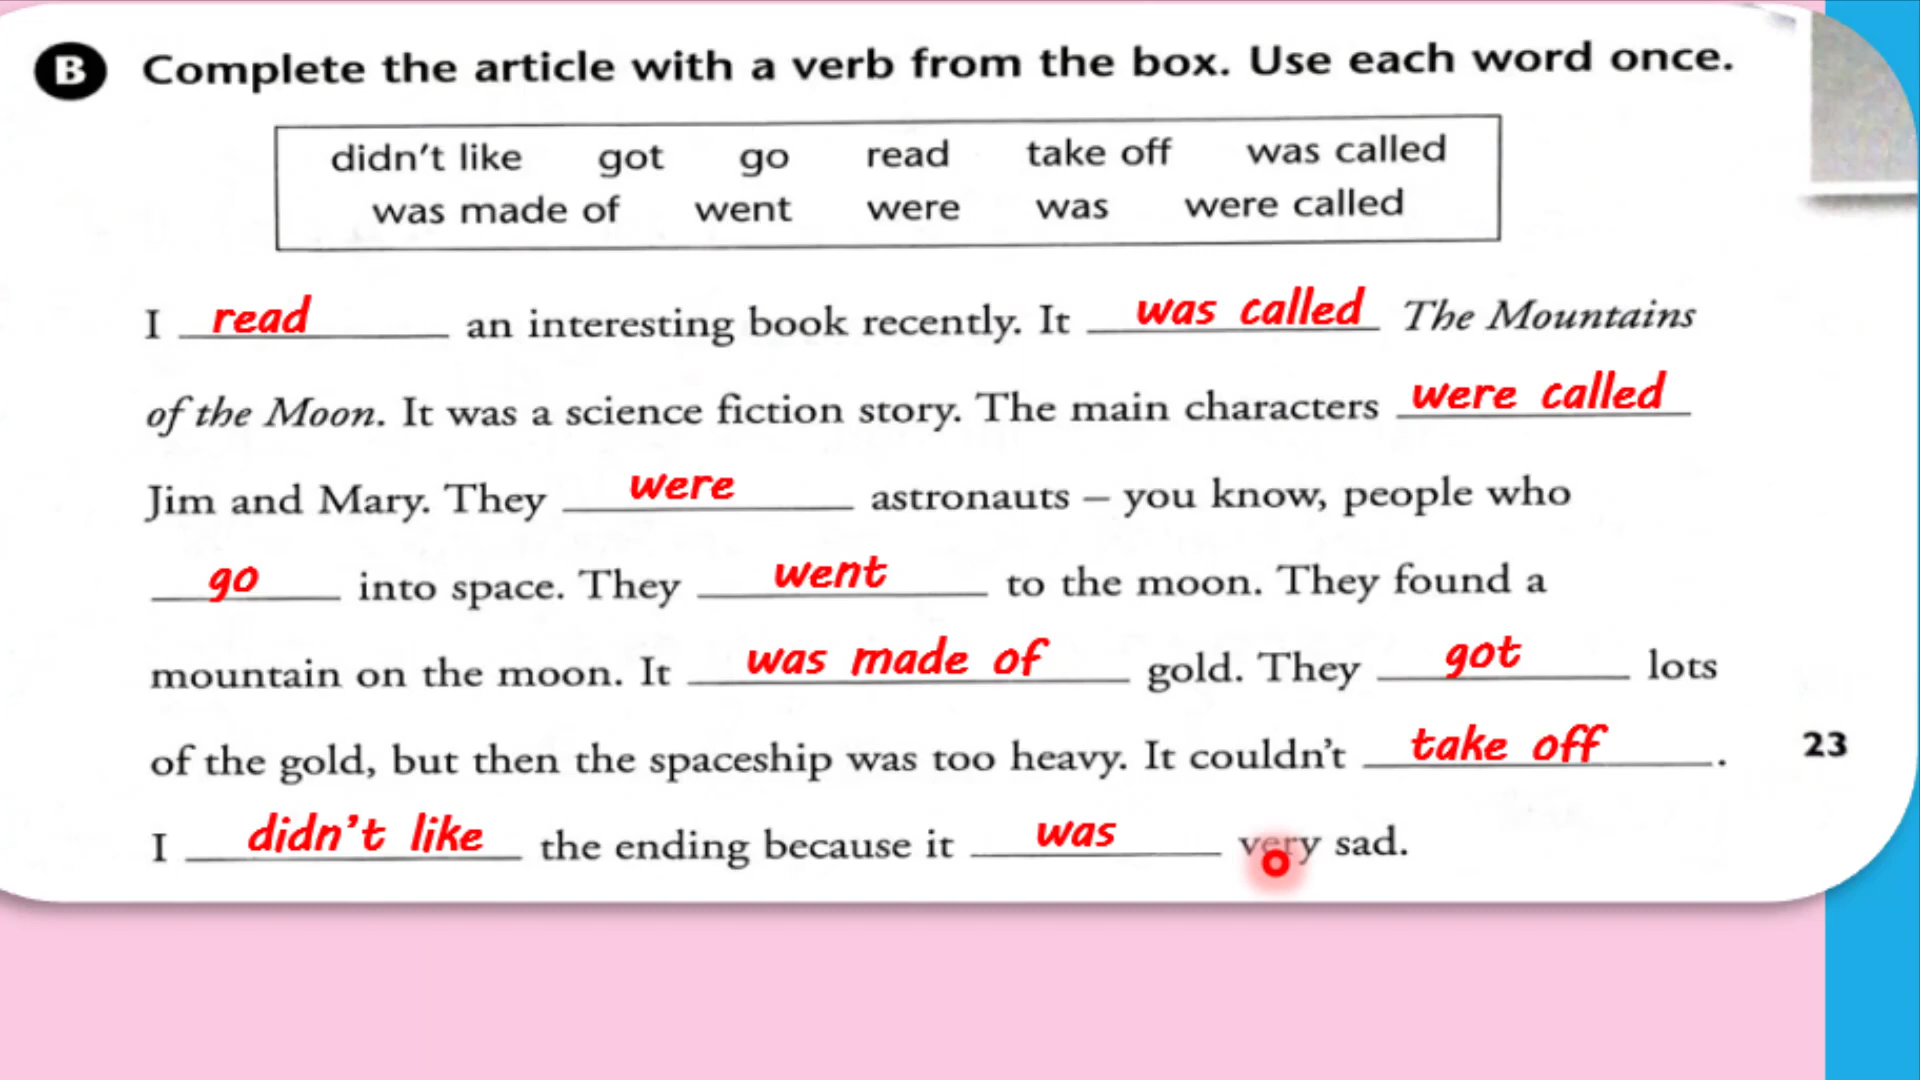 B Complete the article with a verb from the box. Use each word once.
didn't like got go read take off was called
was made of went were was were called
I read an interesting book recently. It was called The Mountains
of the Moon. It was a science fiction story. The main characters were called
Jim and Mary. They were astronauts – you know, people who
go into space. They went to the moon. They found a
mountain on the moon. It was made of gold. They got lots
of the gold, but then the spaceship was too heavy. It couldn't take off.
23
I didn't like the ending because it was very sad.